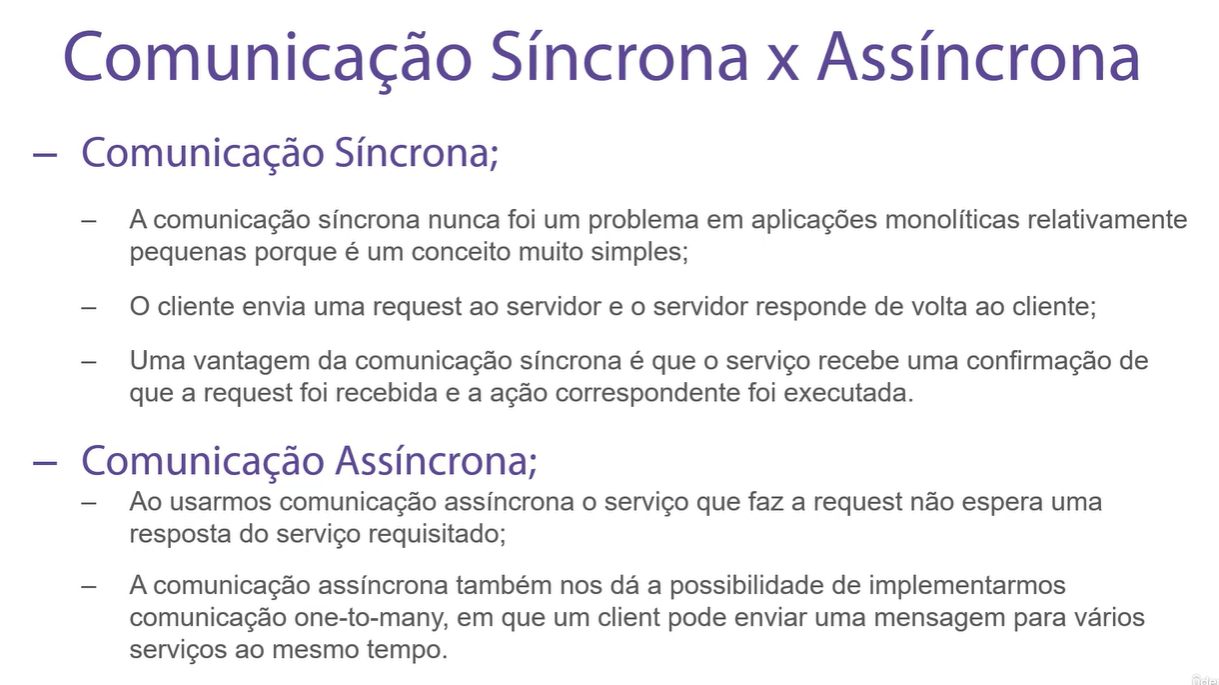 Comunicação Síncrona x Assíncrona
– Comunicação Síncrona;
– A comunicação síncrona nunca foi um problema em aplicações monolíticas relativamente
pequenas porque é um conceito muito simples;
– O cliente envia uma request ao servidor e o servidor responde de volta ao cliente;
– Uma vantagem da comunicação síncrona é que o serviço recebe uma confirmação de
que a request foi recebida e a ação correspondente foi executada.
– Comunicação Assíncrona;
– Ao usarmos comunicação assíncrona o serviço que faz a request não espera uma
resposta do serviço requisitado;
– A comunicação assíncrona também nos dá a possibilidade de implementarmos
comunicação one-to-many, em que um client pode enviar uma mensagem para vários
serviços ao mesmo tempo.